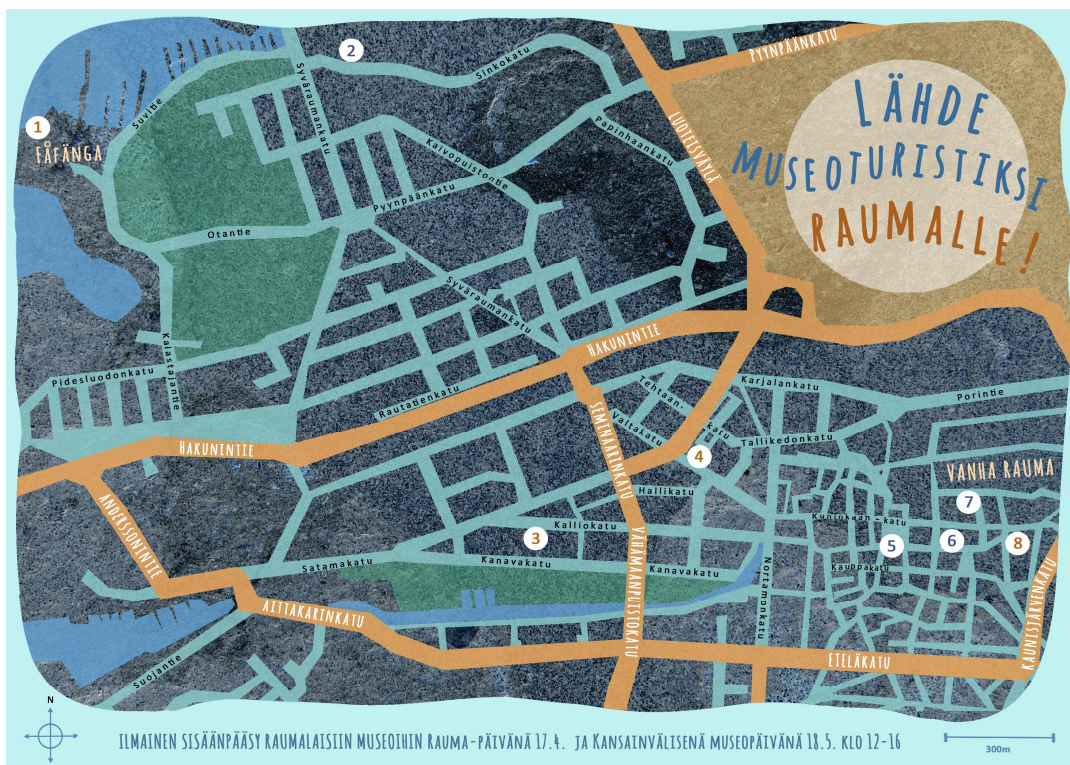 PYYNPÄÄNKATU
LÄHDE
MUSEOTURISTIKSI
RAUMALLE!
2
Sinkokatu
Syväraumankatu
Suvitie
1
FÅFÄNGA
LUOTEISVÄYLÄ
Papinhaankatu
Kaivopuistontie
Pyynpäänkatu
Otantie
Syväraumankatu
HAKUNINTIE
Kalastajantie
Pidesluodonkatu
Rautatienkatu
Tehtaan-
katu
Karjalankatu
Porintie
SEMINAARINKATU
Valtakatu
Tallikedonkatu
HAKUNINTIE
4
VANHA RAUMA
ANDERSSONINTIE
Hallikatu
7
Kalliokatu
Kuninkaan-katu
3
5
6
8
VÄHÄMAANPUISTOKATU
Satamakatu
Kanavakatu
Kanavakatu
Nortamonkatu
Kauppakatu
KAUNISJÄRVENKATU
AITTAKARINKATU
ETELÄKATU
Suojantie
N
ILMAINEN SISÄÄNPÄÄSY RAUMALAISIIN MUSEOIHIN RAUMA-PÄIVÄNÄ 17.4. JA KANSAINVÄLISENÄ MUSEOPÄIVÄNÄ 18.5. KLO 12-16
300m